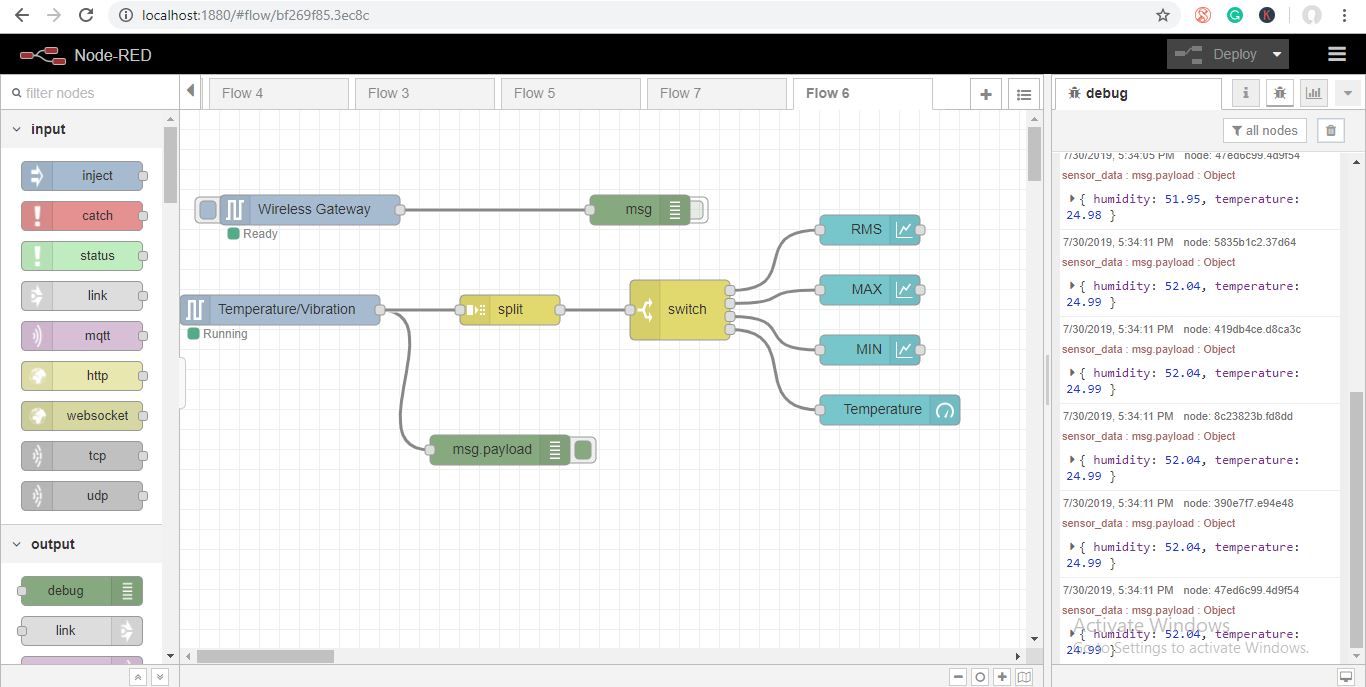 localhost:1880/#flow/bf269f85.3ec8c
Node-RED
Deploy
filter nodes
Flow 4
Flow 3
Flow 5
Flow 7
Flow 6
debug
all nodes
input
inject
catch
status
link
mqtt
http
websocket
tcp
udp
output
debug
link
Wireless Gateway
Ready
msg
Temperature/Vibration
Running
split
switch
RMS
MAX
MIN
Temperature
msg.payload
7/30/2019, 5:34:05 PM node: 47ed6c99.4d9f54
sensor_data : msg.payload : Object
{ humidity: 51.95, temperature:
24.98 }
7/30/2019, 5:34:11 PM node: 5835b1c2.37d64
sensor_data : msg.payload : Object
{ humidity: 52.04, temperature:
24.99 }
7/30/2019, 5:34:11 PM node: 419db4ce.d8ca3c
sensor_data : msg.payload : Object
{ humidity: 52.04, temperature:
24.99 }
7/30/2019, 5:34:11 PM node: 8c23823b.fd8dd
sensor_data : msg.payload : Object
{ humidity: 52.04, temperature:
24.99 }
7/30/2019, 5:34:11 PM node: 390e7f7.e94e48
sensor_data : msg.payload : Object
{ humidity: 52.04, temperature:
24.99 }
7/30/2019, 5:34:11 PM node: 47ed6c99.4d9f54
sensor_data : msg.payload : Object
Activate Windows
{ humidity: 52.04, temperature:
24.99 }
Go to Settings to activate Windows.